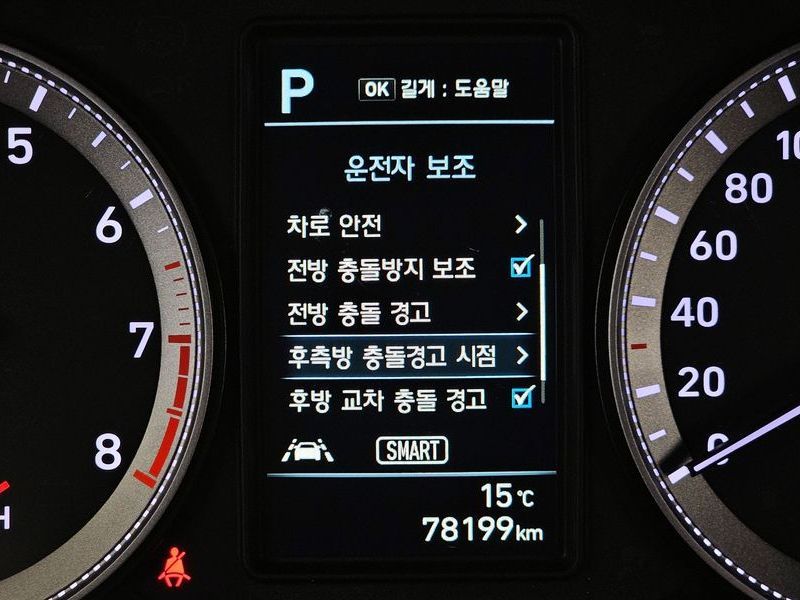 P
OK 길게 : 도움말
운전자 보조
차로 안전
전방 충돌방지 보조
전방 충돌 경고
후측방 충돌경고 시점
후방 교차 충돌 경고
SMART
15℃
78199km
5
6
7
8
H
10
80
60
40
20
0